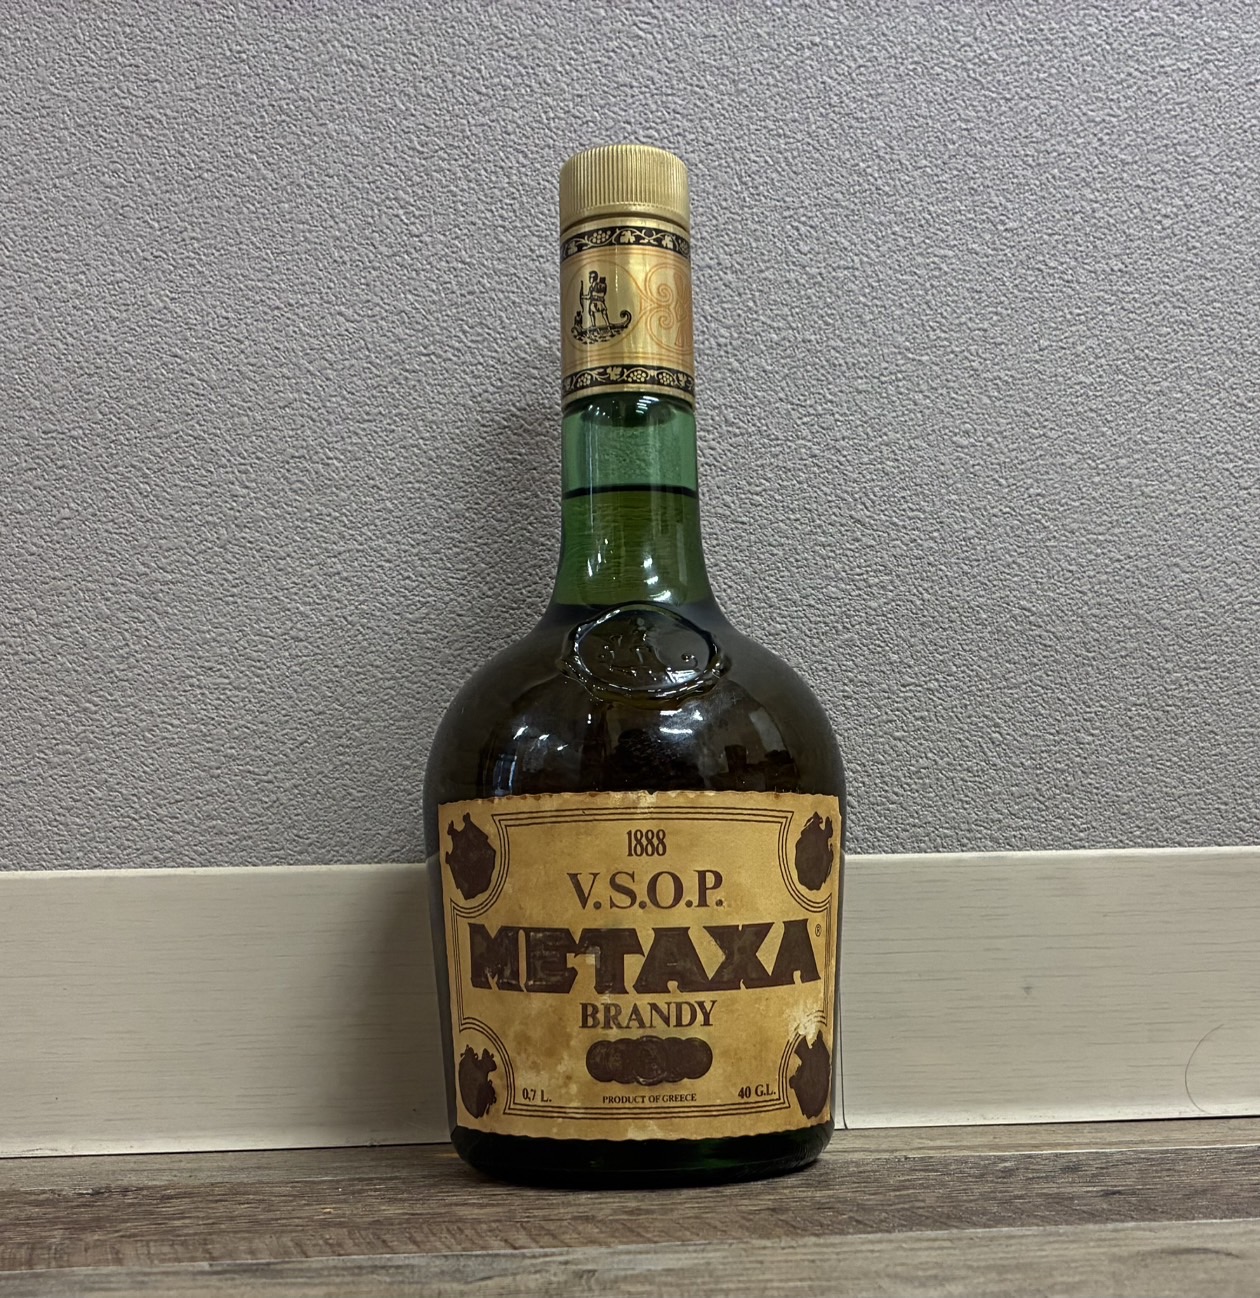 1888
V.S.O.P.
METAXA®
BRANDY
0,7 L.
PRODUCT OF GREECE
40 G.L.